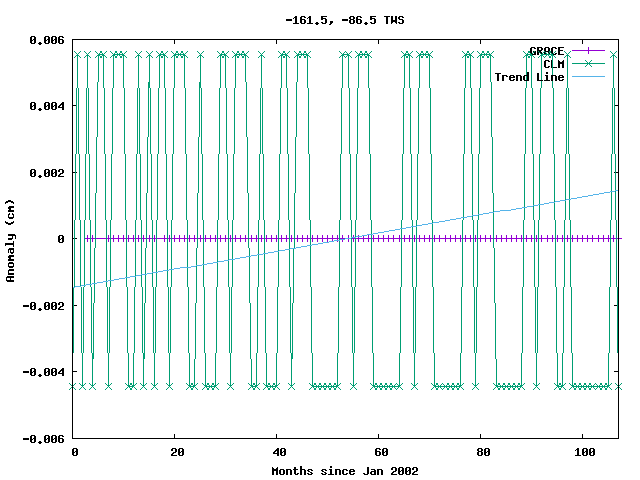 -161.5, -86.5 TWS
GRACE
CLM
Trend Line
0.006
0.004
0.002
0
-0.002
-0.004
-0.006
Anomaly (cm)
0 20 40 60 80 100
Months since Jan 2002